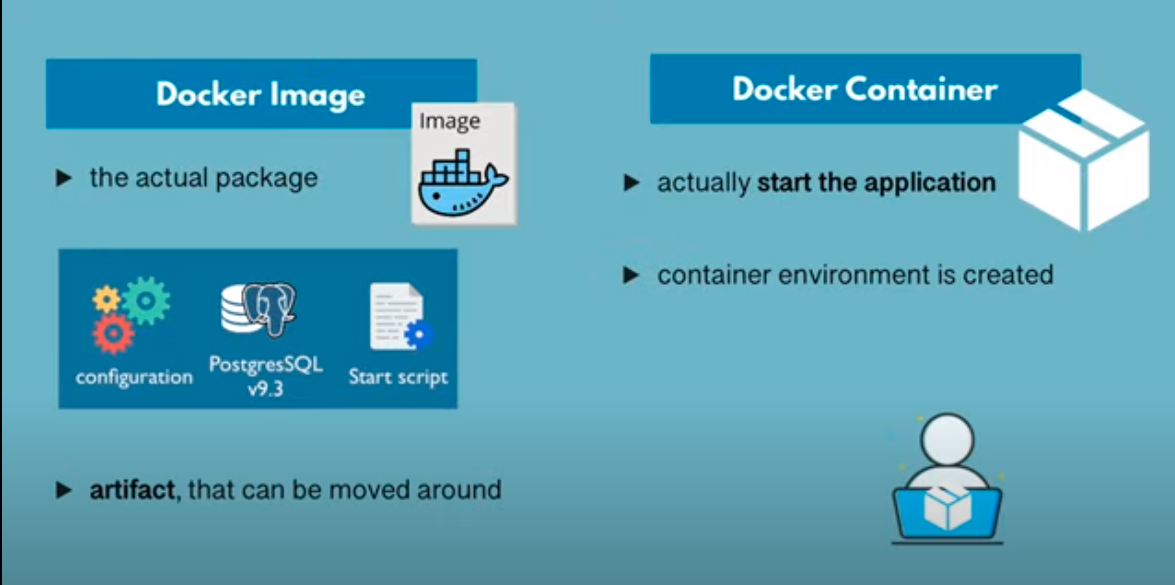 Docker Image
Image
▶ the actual package
configuration
PostgresSQL
v9.3
Start script
▶ artifact, that can be moved around
Docker Container
▶ actually start the application
▶ container environment is created